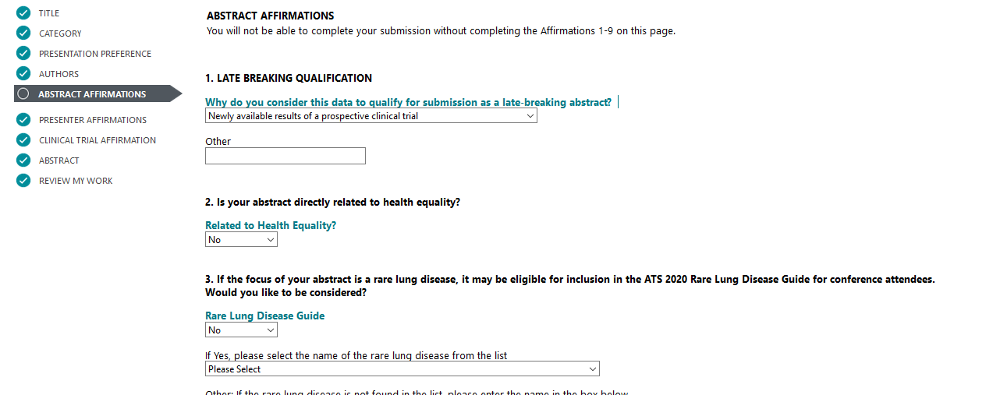 TITLE
CATEGORY
PRESENTATION PREFERENCE
AUTHORS
ABSTRACT AFFIRMATIONS
PRESENTER AFFIRMATIONS
CLINICAL TRIAL AFFIRMATION
ABSTRACT
REVIEW MY WORK
ABSTRACT AFFIRMATIONS
You will not be able to complete your submission without completing the Affirmations 1-9 on this page.
1. LATE BREAKING QUALIFICATION
Why do you consider this data to qualify for submission as a late-breaking abstract?
Newly available results of a prospective clinical trial
Other
2. Is your abstract directly related to health equality?
Related to Health Equality?
No
3. If the focus of your abstract is a rare lung disease, it may be eligible for inclusion in the ATS 2020 Rare Lung Disease Guide for conference attendees.
Would you like to be considered?
Rare Lung Disease Guide
No
If Yes, please select the name of the rare lung disease from the list
Please Select
Other: If the rare lung disease is not found in the list, please enter the name in the box below